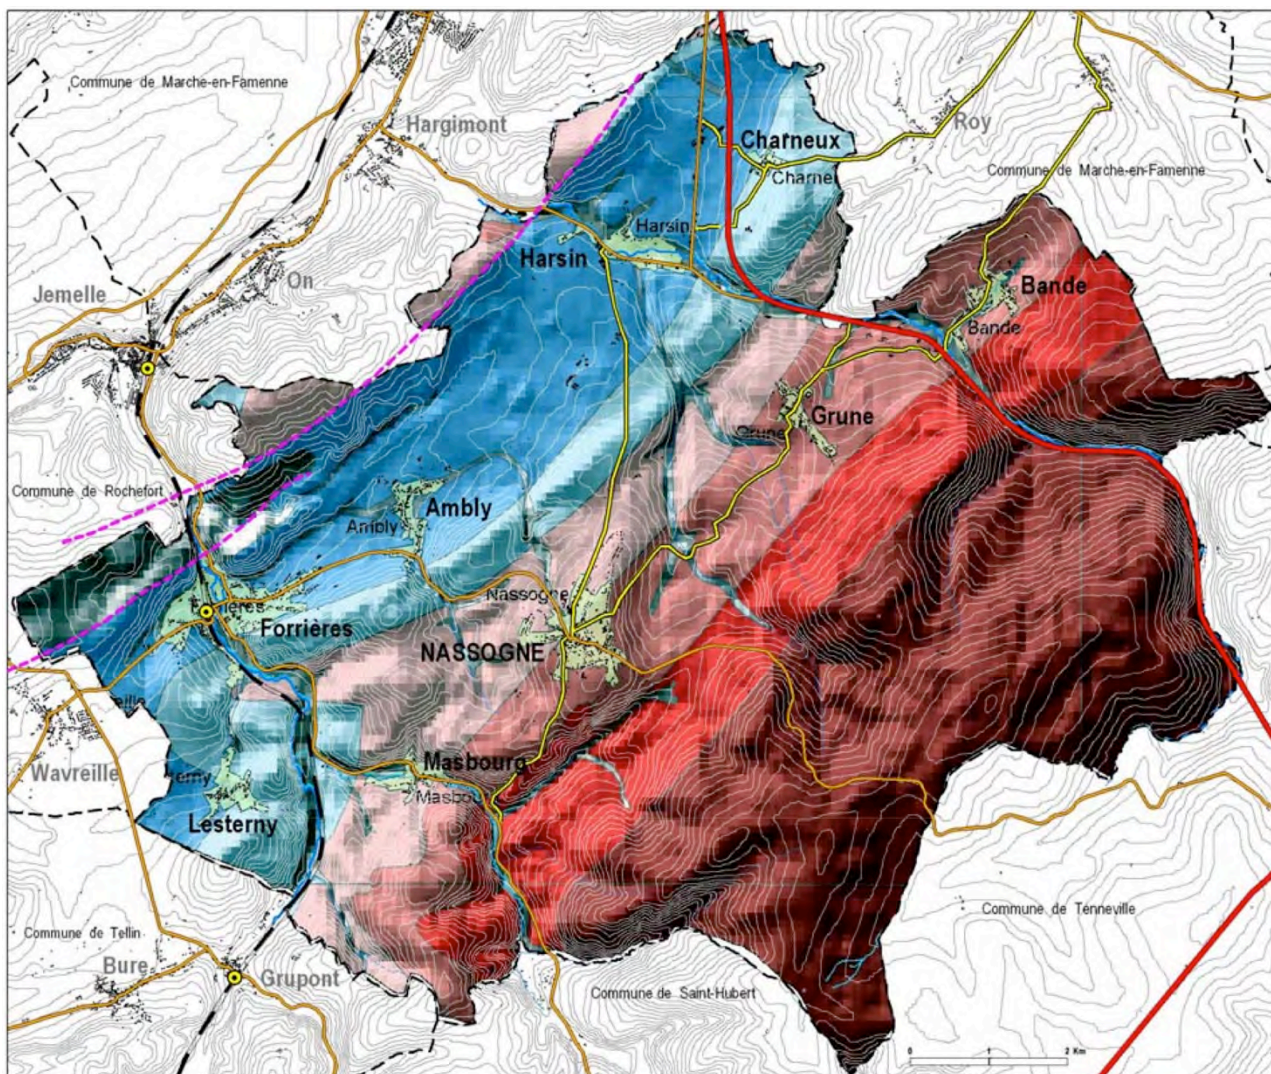 Commune de Marche-en-Famenne
Hargimont
Roy
Charneux
Charne
Commune de Marche-en-Famenne
Harsin
Harsin
On
Jemelle
Bande
Bande
Grune
Grune
Commune de Rochefort
Ambly
Ambly
Nassogne
Forrières
NASSOGNE
Wavreille
Masbourg
Masbou
Lesterny
Commune de Tenneville
Commune de Tellin
Bure
Grupont
Commune de Saint-Hubert
0 1 2 Km